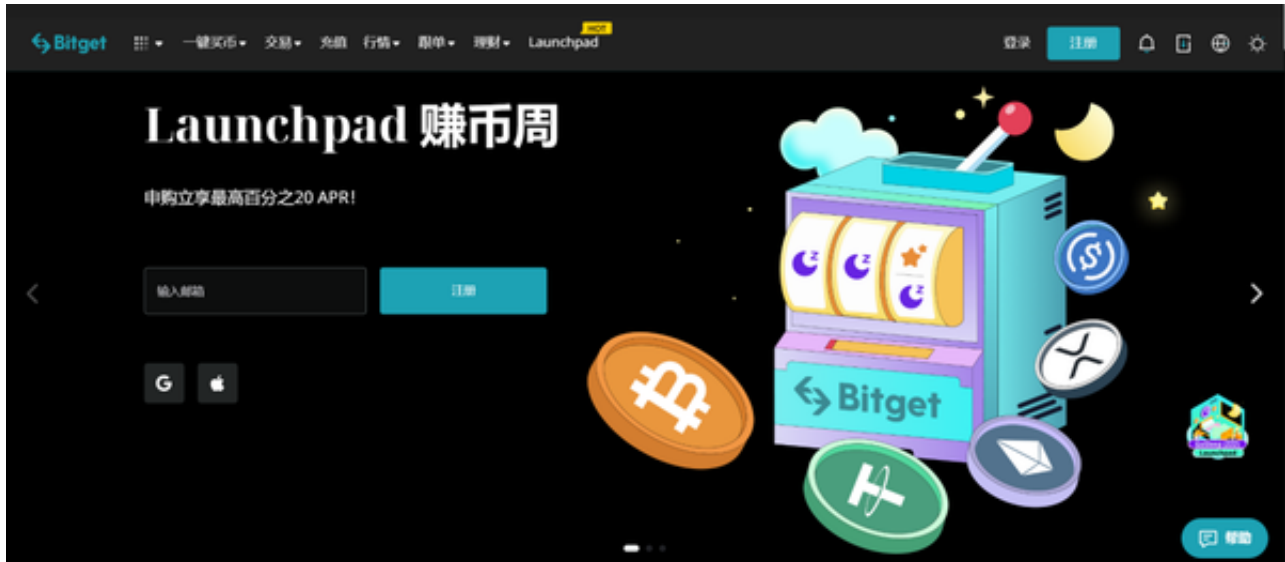 Bitget
一键买币
交易
充值
行情
跟单
理财
Launchpad
HOT
登录
注册
Launchpad 赚币周
申购立享最高百分之20 APR!
输入邮箱
注册
G
Bitget
Launchpad
帮助